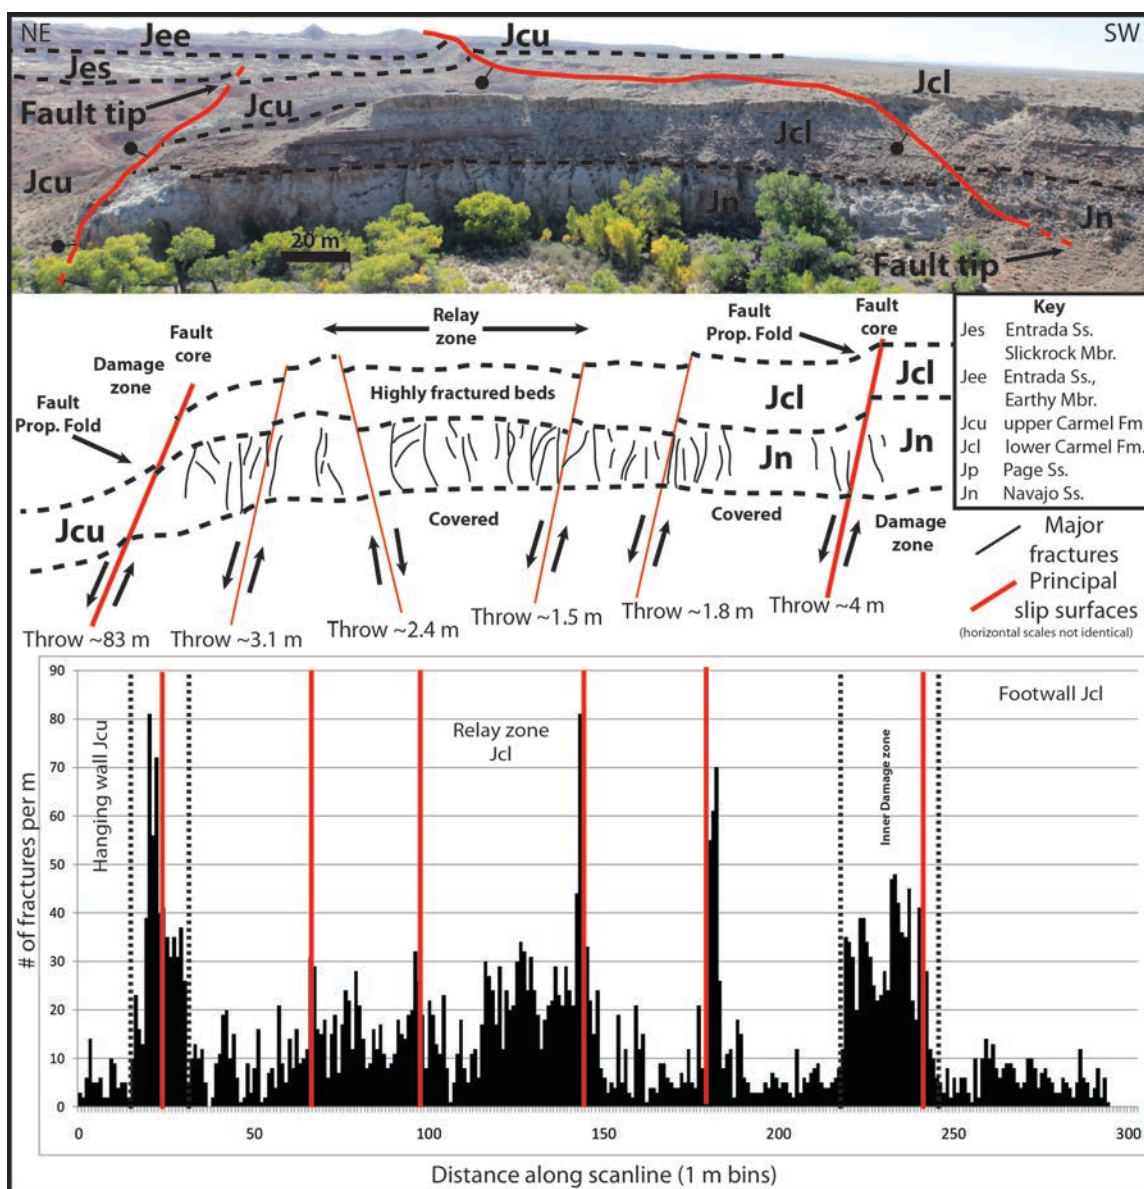 NE
SW
Jee
Jcu
Jes
Fault tip
Jcu
Jcl
Jcl
Jcu
Jn
Jn
20 m
Fault tip
Relay
zone
Fault
core
Damage
zone
Fault
Prop. Fold
Fault
Prop. Fold
Fault
core
Highly fractured beds
Jcl
Jcl
Jn
Jn
Jcu
Covered
Covered
Damage
zone
Key
Jes Entrada Ss.
Slickrock Mbr.
Jee Entrada Ss.,
Earthy Mbr.
Jcu upper Carmel Fm.
Jcl lower Carmel Fm.
Jp Page Ss.
Jn Navajo Ss.
Major
fractures
Principal
slip surfaces
(horizontal scales not identical)
Throw ~83 m
Throw ~3.1 m
Throw ~2.4 m
Throw ~1.5 m
Throw ~1.8 m
Throw ~4 m
# of fractures per m
90
80
70
60
50
40
30
20
10
0
Hanging wall Jcu
Relay zone
Jcl
Inner Damage zone
Footwall Jcl
0 50 100 150 200 250 300
Distance along scanline (1 m bins)